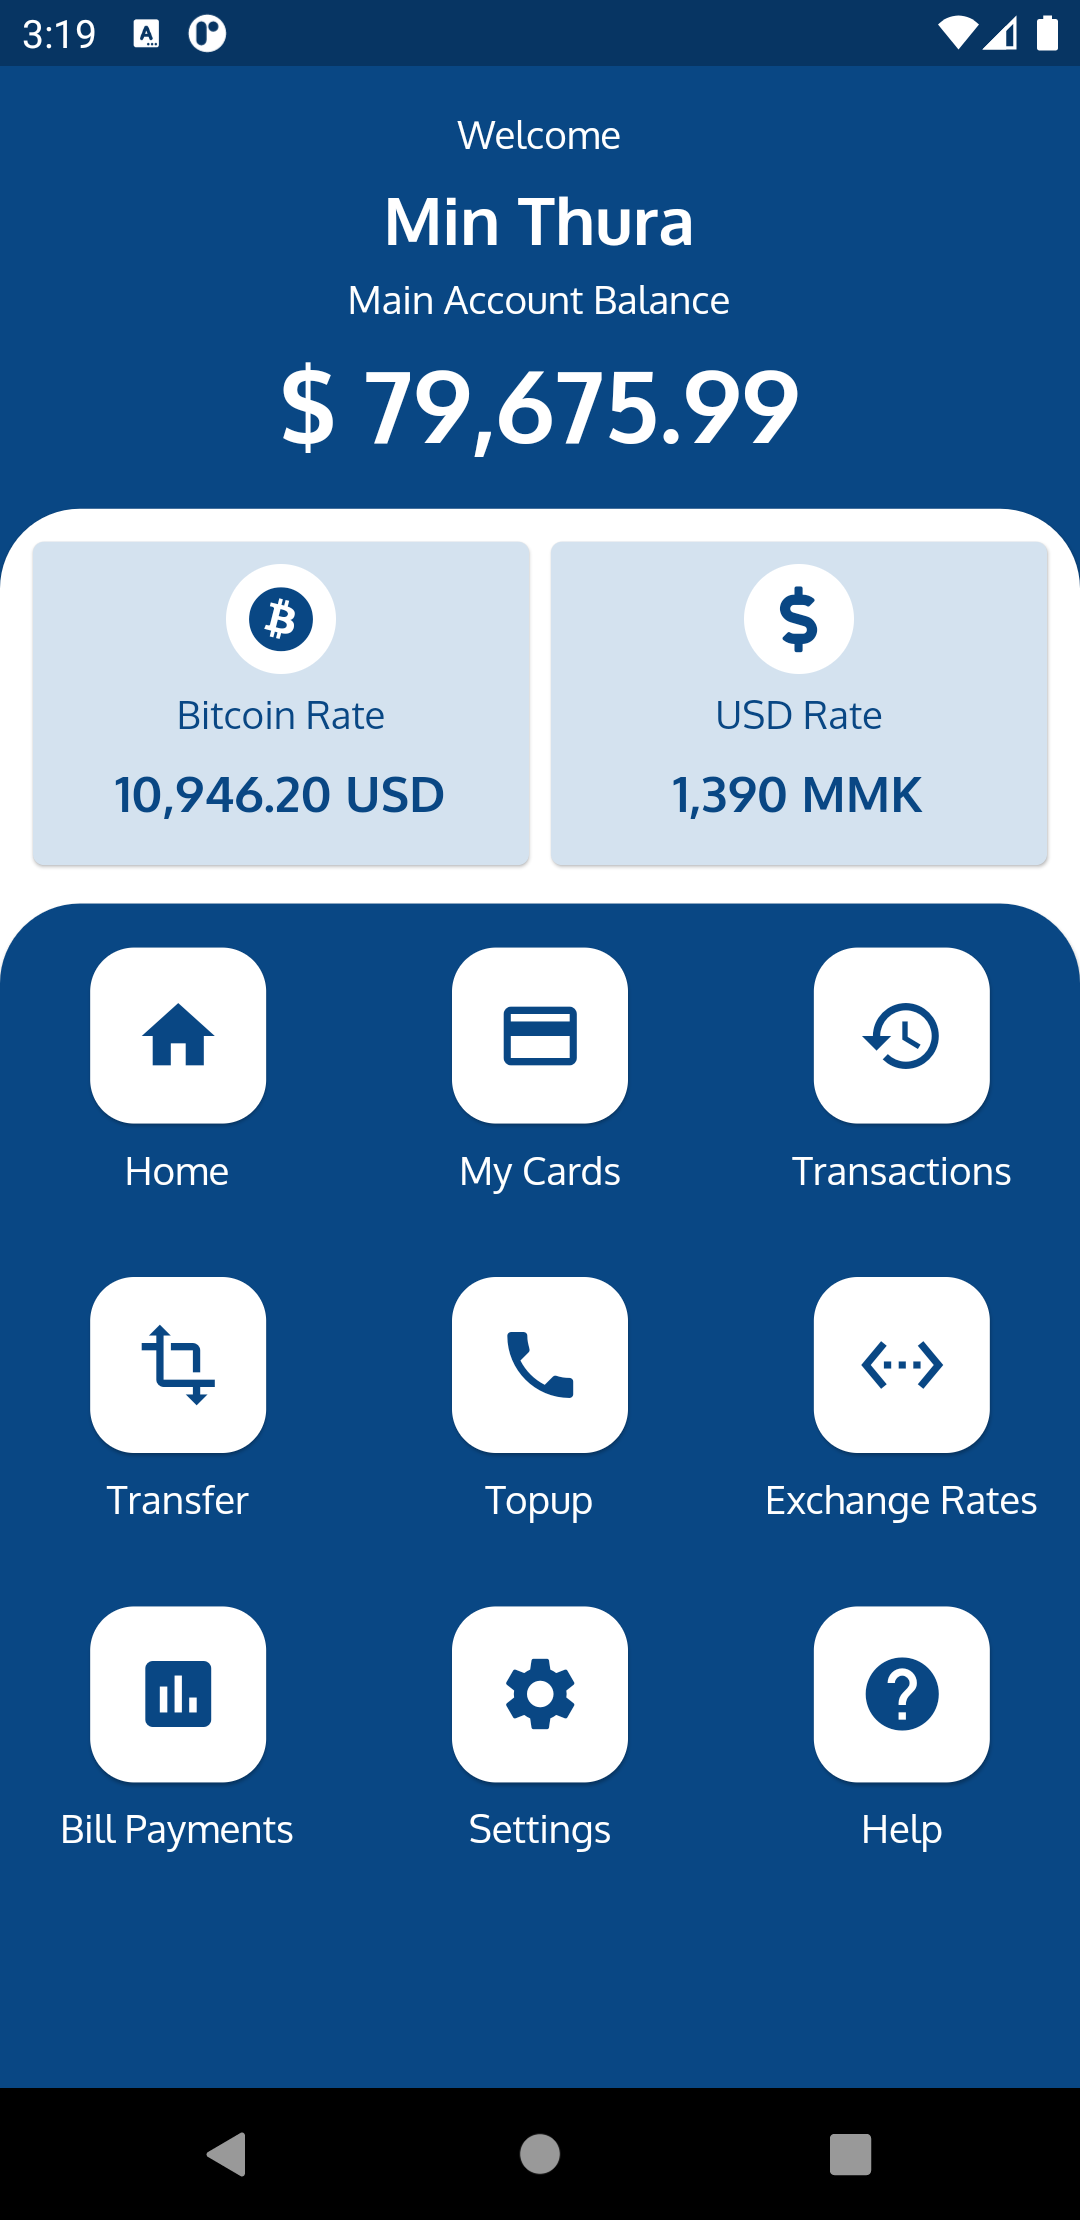 3:19
Welcome
Min Thura
Main Account Balance
$ 79,675.99
Bitcoin Rate
10,946.20 USD
USD Rate
1,390 MMK
Home
My Cards
Transactions
Transfer
Topup
Exchange Rates
Bill Payments
Settings
Help